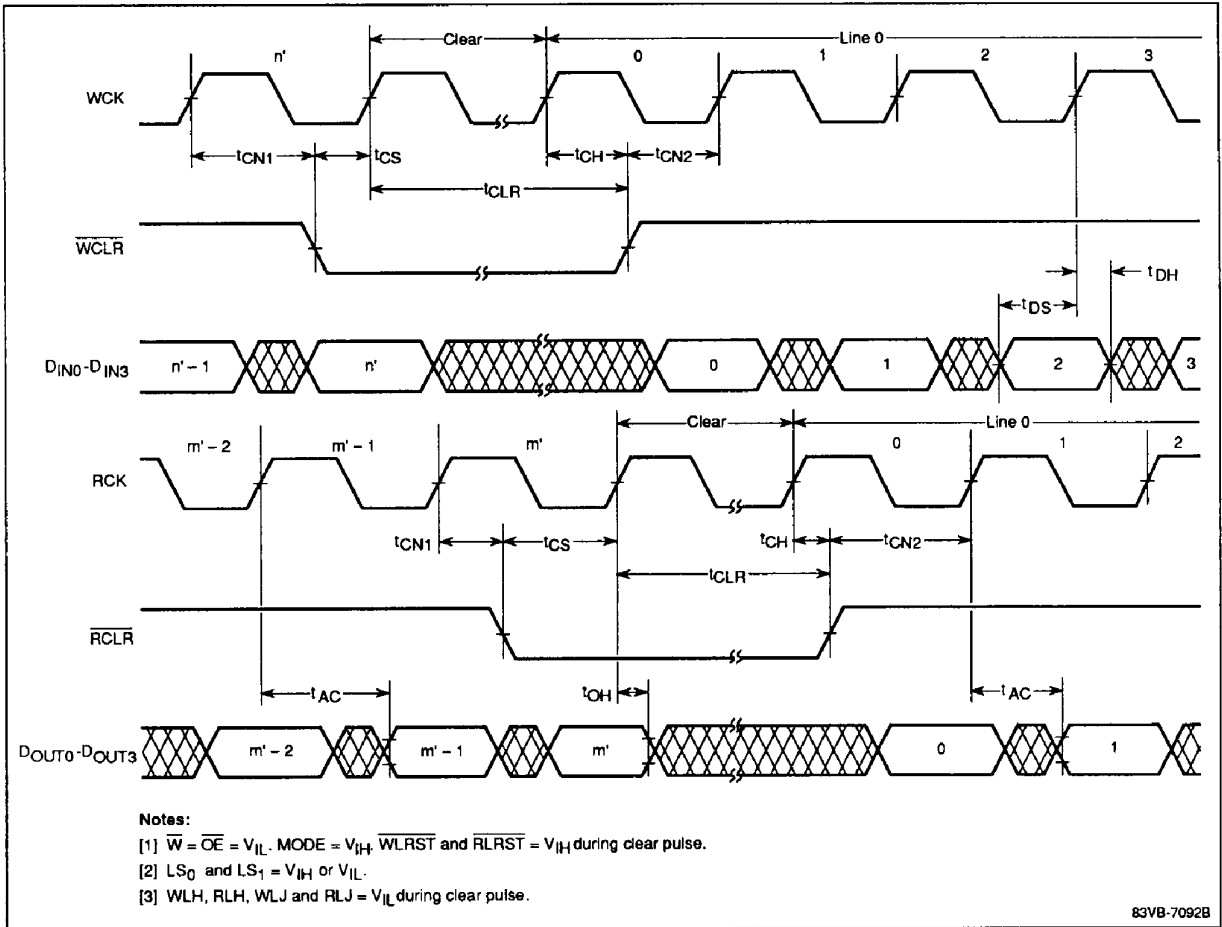 Clear
Line 0
n'
0
1
2
3
WCK
tCN1
tCS
tCH
tCN2
tCLR
WCLR
tDH
tDS
DIN0-DIN3
n' – 1
n'
0
1
2
3
Clear
Line 0
m' – 2
m' – 1
m'
0
1
2
RCK
tCN1
tCS
tCH
tCN2
tCLR
RCLR
tAC
tOH
tAC
DOUT0-DOUT3
m' – 2
m' – 1
m'
0
1
Notes:
[1] W̅ = O̅E̅ = VIL. MODE = VIH. W̅L̅R̅S̅T̅ and R̅L̅R̅S̅T̅ = VIH during clear pulse.
[2] LS0 and LS1 = VIH or VIL.
[3] WLH, RLH, WLJ and RLJ = VIL during clear pulse.
83VB-7092B